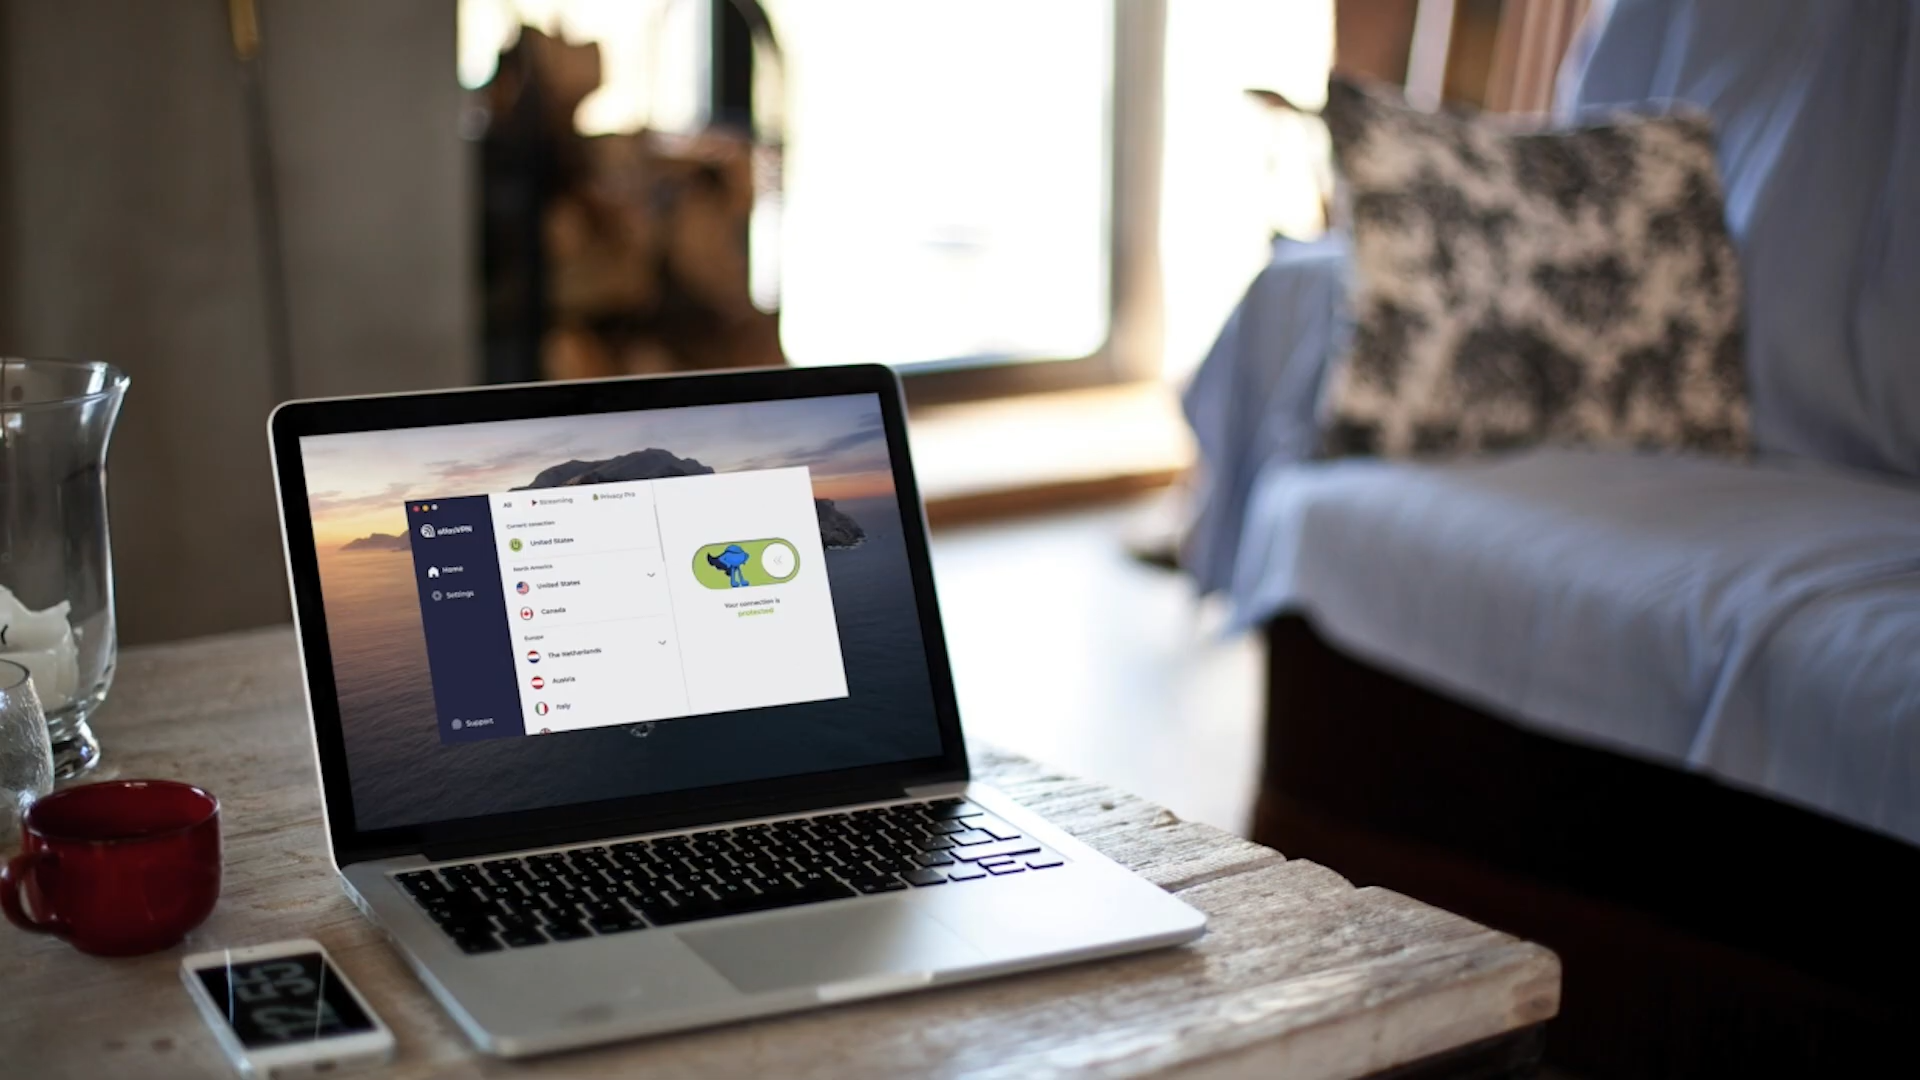 atlasVPN
Home
Settings
Support
All
Streaming
Privacy Pro
Current connection
United States
North America
United States
Canada
Europe
The Netherlands
Austria
Italy
Your connection is
protected